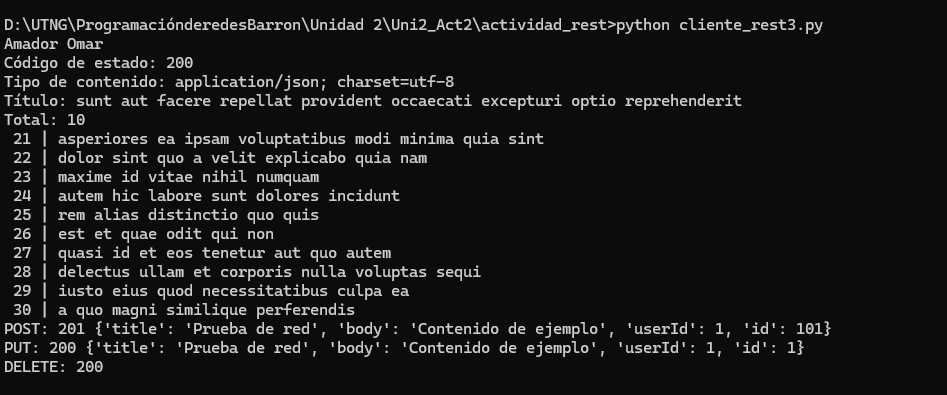 D:\UTNG\ProgramaciónderedesBarron\Unidad 2\Uni2_Act2\actividad_rest>python cliente_rest3.py
Amador Omar
Código de estado: 200
Tipo de contenido: application/json; charset=utf-8
Título: sunt aut facere repellat provident occaecati excepturi optio reprehenderit
Total: 10
21 | asperiores ea ipsam voluptatibus modi minima quia sint
22 | dolor sint quo a velit explicabo quia nam
23 | maxime id vitae nihil numquam
24 | autem hic labore sunt dolores incidunt
25 | rem alias distinctio quo quis
26 | est et quae odit qui non
27 | quasi id et eos tenetur aut quo autem
28 | delectus ullam et corporis nulla voluptas sequi
29 | iusto eius quod necessitatibus culpa ea
30 | a quo magni similique perferendis
POST: 201 {'title': 'Prueba de red', 'body': 'Contenido de ejemplo', 'userId': 1, 'id': 101}
PUT: 200 {'title': 'Prueba de red', 'body': 'Contenido de ejemplo', 'userId': 1, 'id': 1}
DELETE: 200